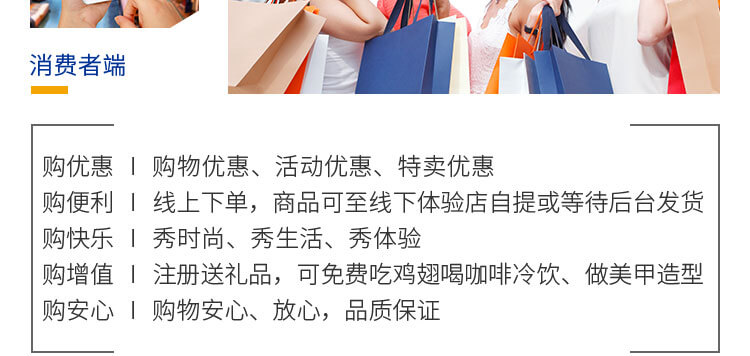 消费者端
购优惠 | 购物优惠、活动优惠、特卖优惠
购便利 | 线上下单，商品可至线下体验店自提或等待后台发货
购快乐 | 秀时尚、秀生活、秀体验
购增值 | 注册送礼品，可免费吃鸡翅喝咖啡冷饮、做美甲造型
购安心 | 购物安心、放心，品质保证